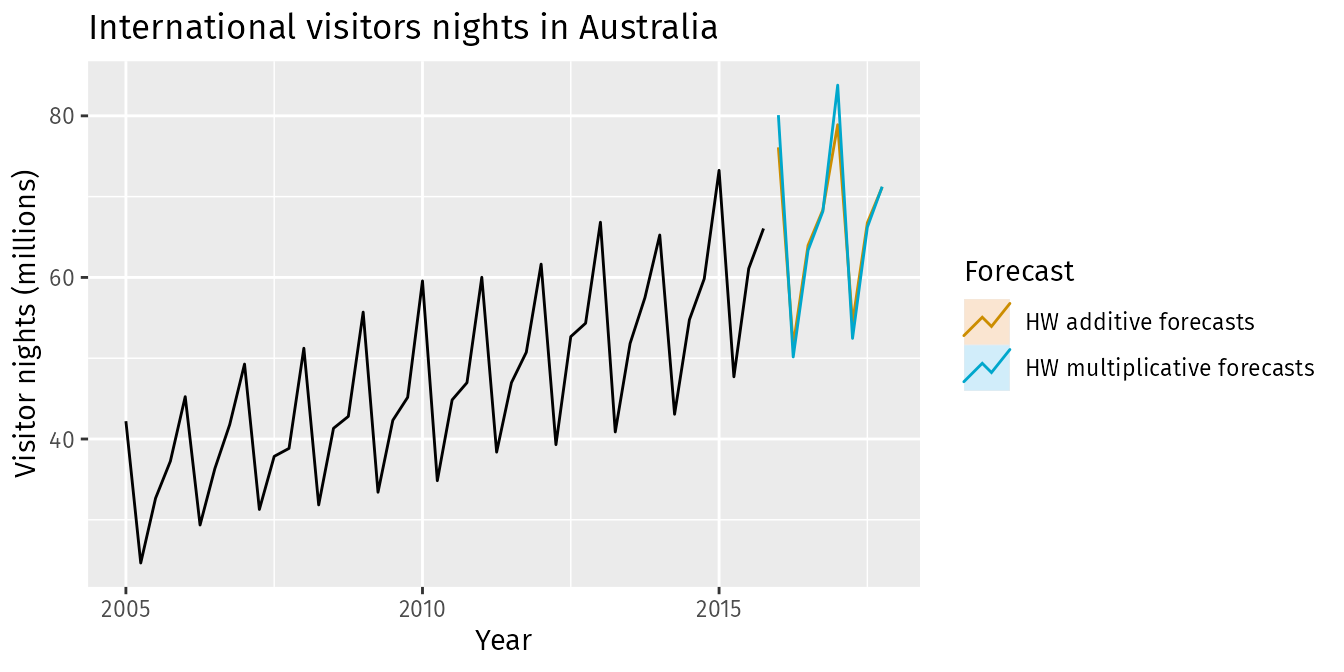 International visitors nights in Australia
Visitor nights (millions)
80
60
40
2005
2010
2015
Year
Forecast
HW additive forecasts
HW multiplicative forecasts